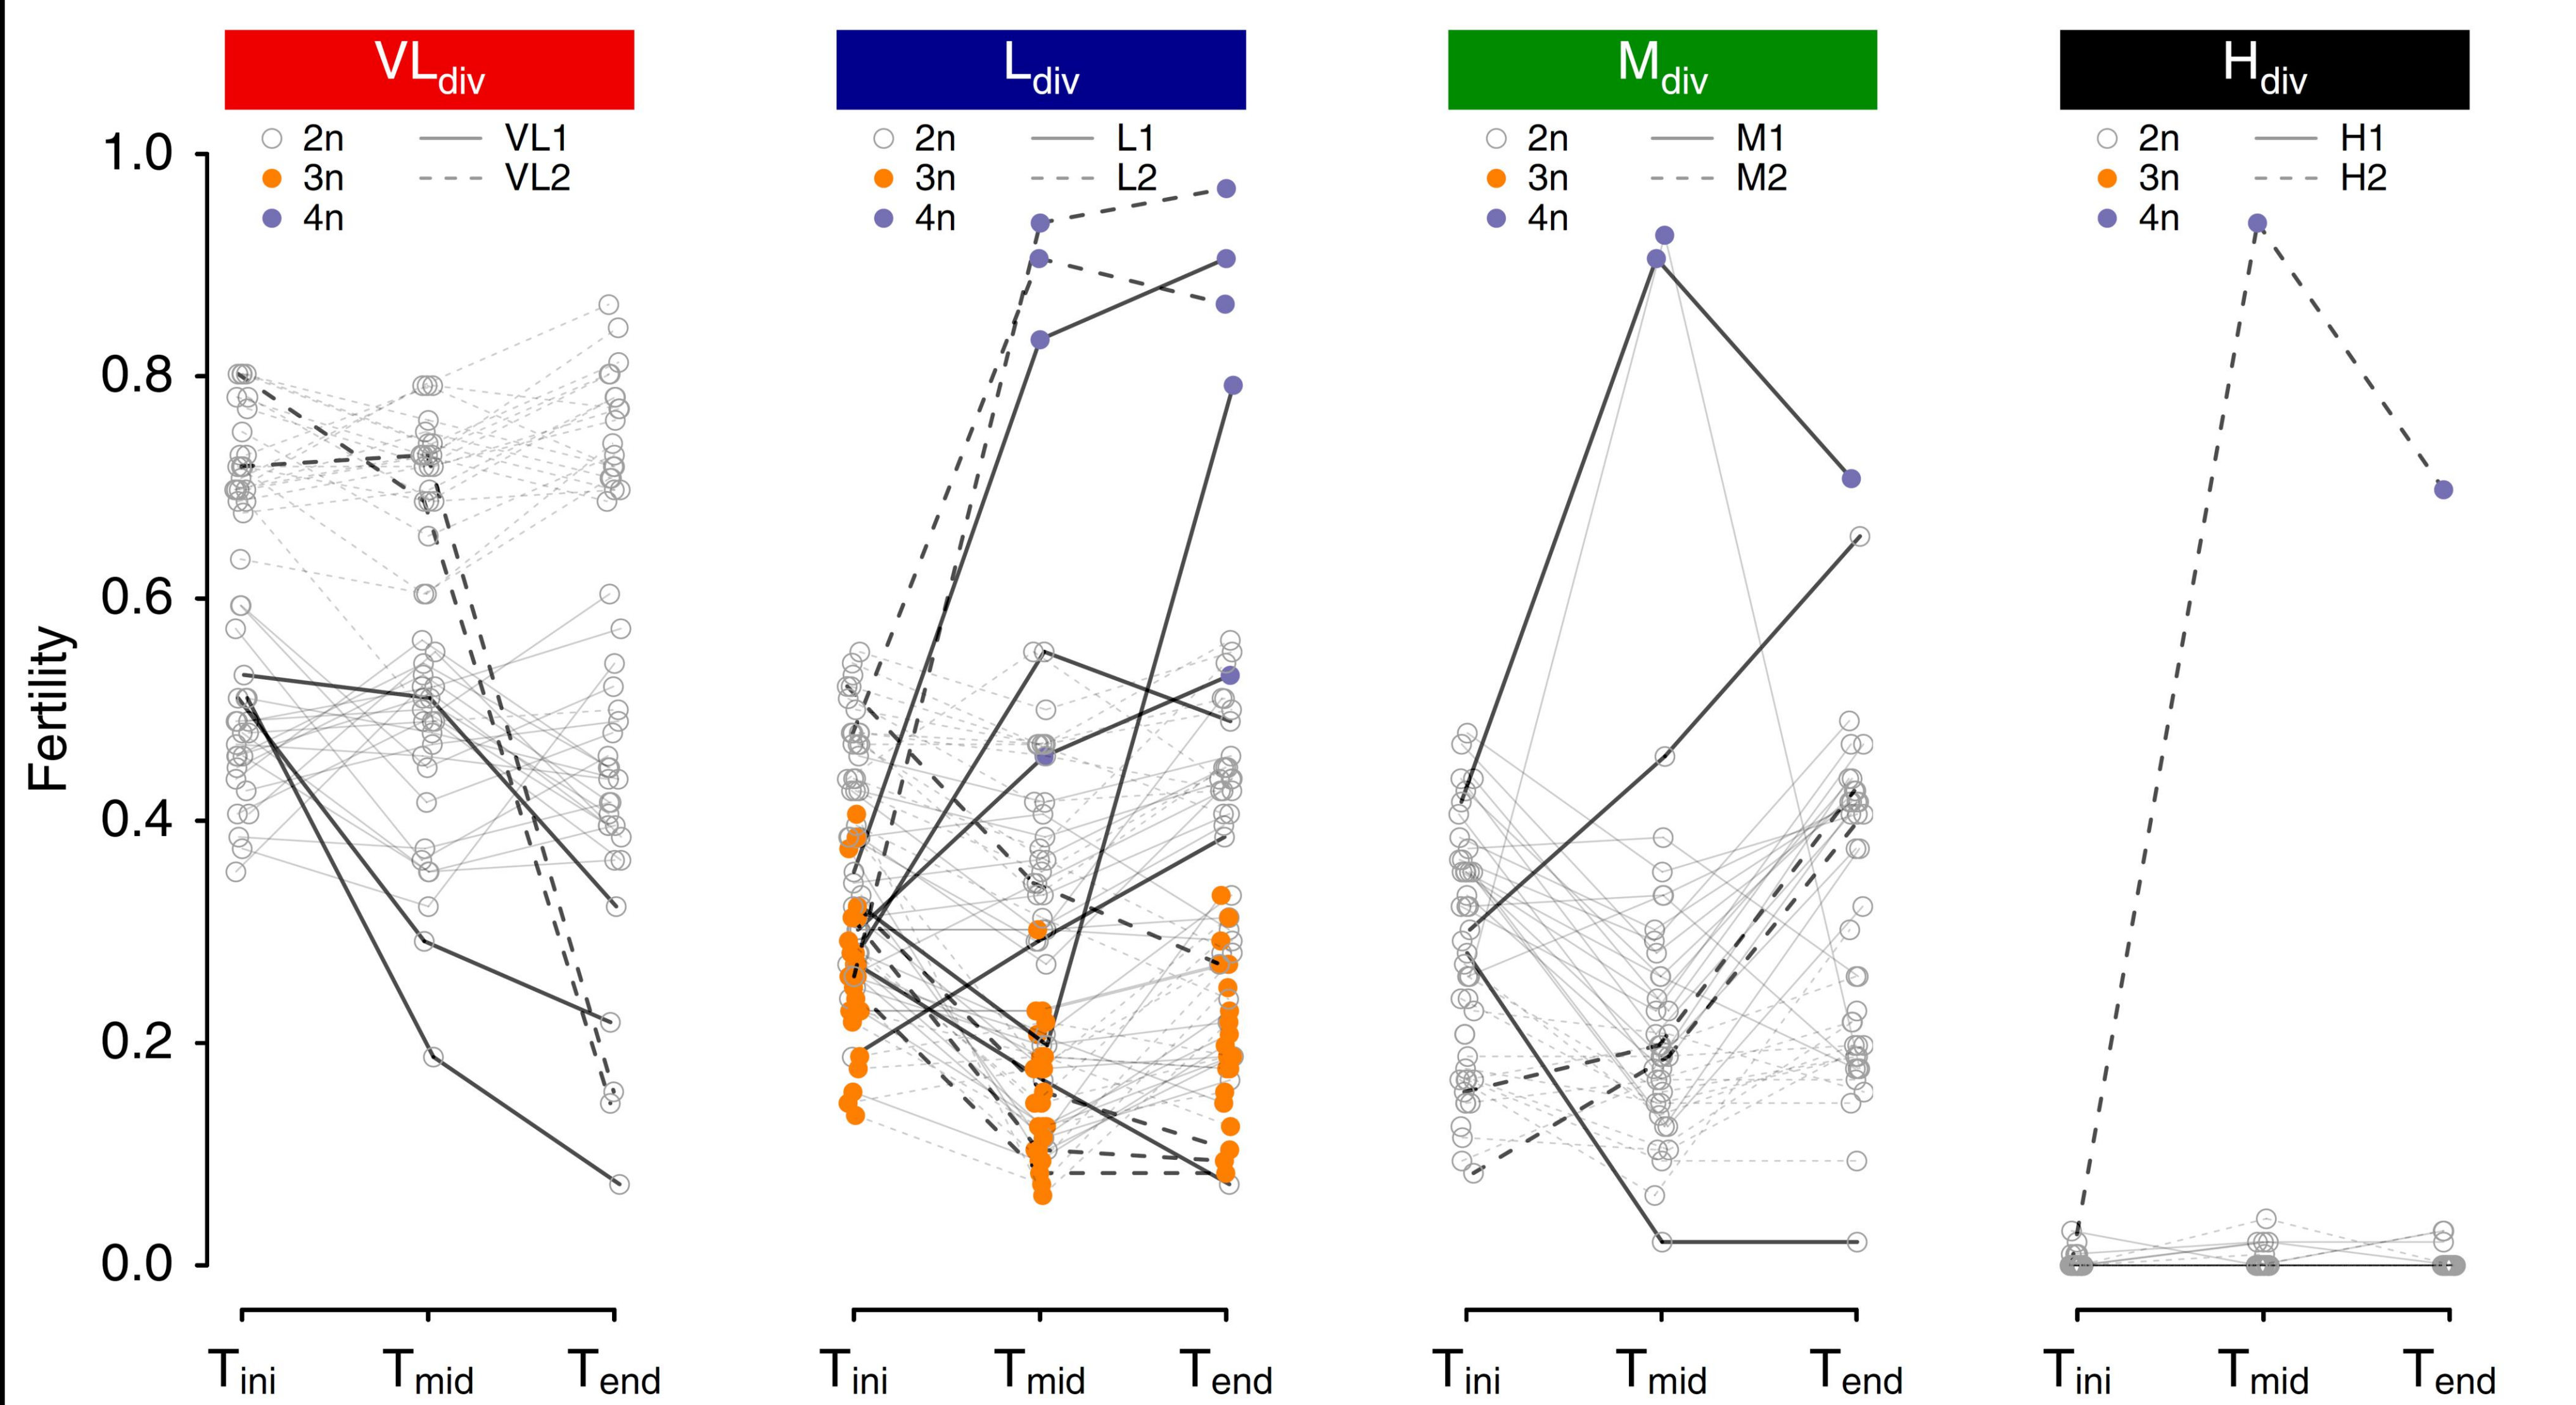 VLdiv Ldiv Mdiv Hdiv
2n VL1 2n L1 2n M1 2n H1
3n VL2 3n L2 3n M2 3n H2
4n 4n 4n 4n
1.0
0.8
0.6
0.4
0.2
0.0
Fertility
Tini Tmid Tend Tini Tmid Tend Tini Tmid Tend Tini Tmid Tend